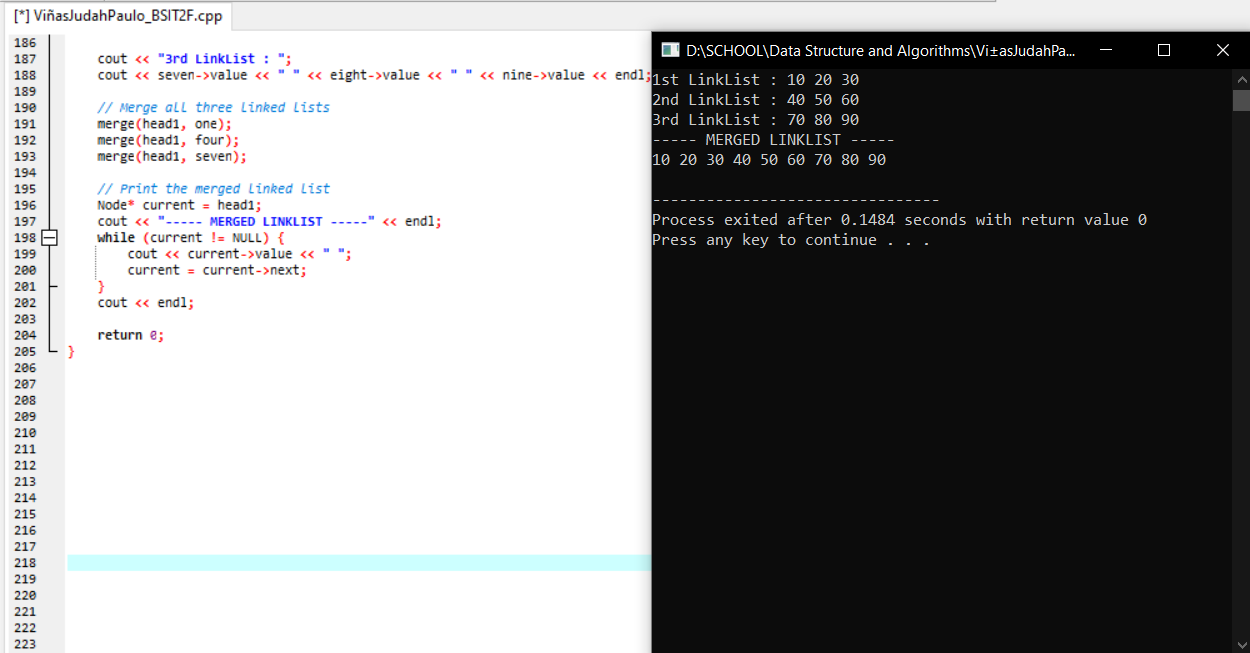 [*] ViñasJudahPaulo_BSIT2F.cpp
186
187 cout << "3rd LinkList : ";
188 cout << seven->value << " " << eight->value << " " << nine->value << endl;
189
190 // Merge all three linked lists
191 merge(head1, one);
192 merge(head1, four);
193 merge(head1, seven);
194
195 // Print the merged linked list
196 Node* current = head1;
197 cout << "----- MERGED LINKLIST -----" << endl;
198 while (current != NULL) {
199 cout << current->value << " ";
200 current = current->next;
201 }
202 cout << endl;
203
204 return 0;
205 }
206
207
208
209
210
211
212
213
214
215
216
217
218
219
220
221
222
223
D:\SCHOOL\Data Structure and Algorithms\Vi±asJudahPa...
1st LinkList : 10 20 30
2nd LinkList : 40 50 60
3rd LinkList : 70 80 90
----- MERGED LINKLIST -----
10 20 30 40 50 60 70 80 90
--------------------------------
Process exited after 0.1484 seconds with return value 0
Press any key to continue . . .